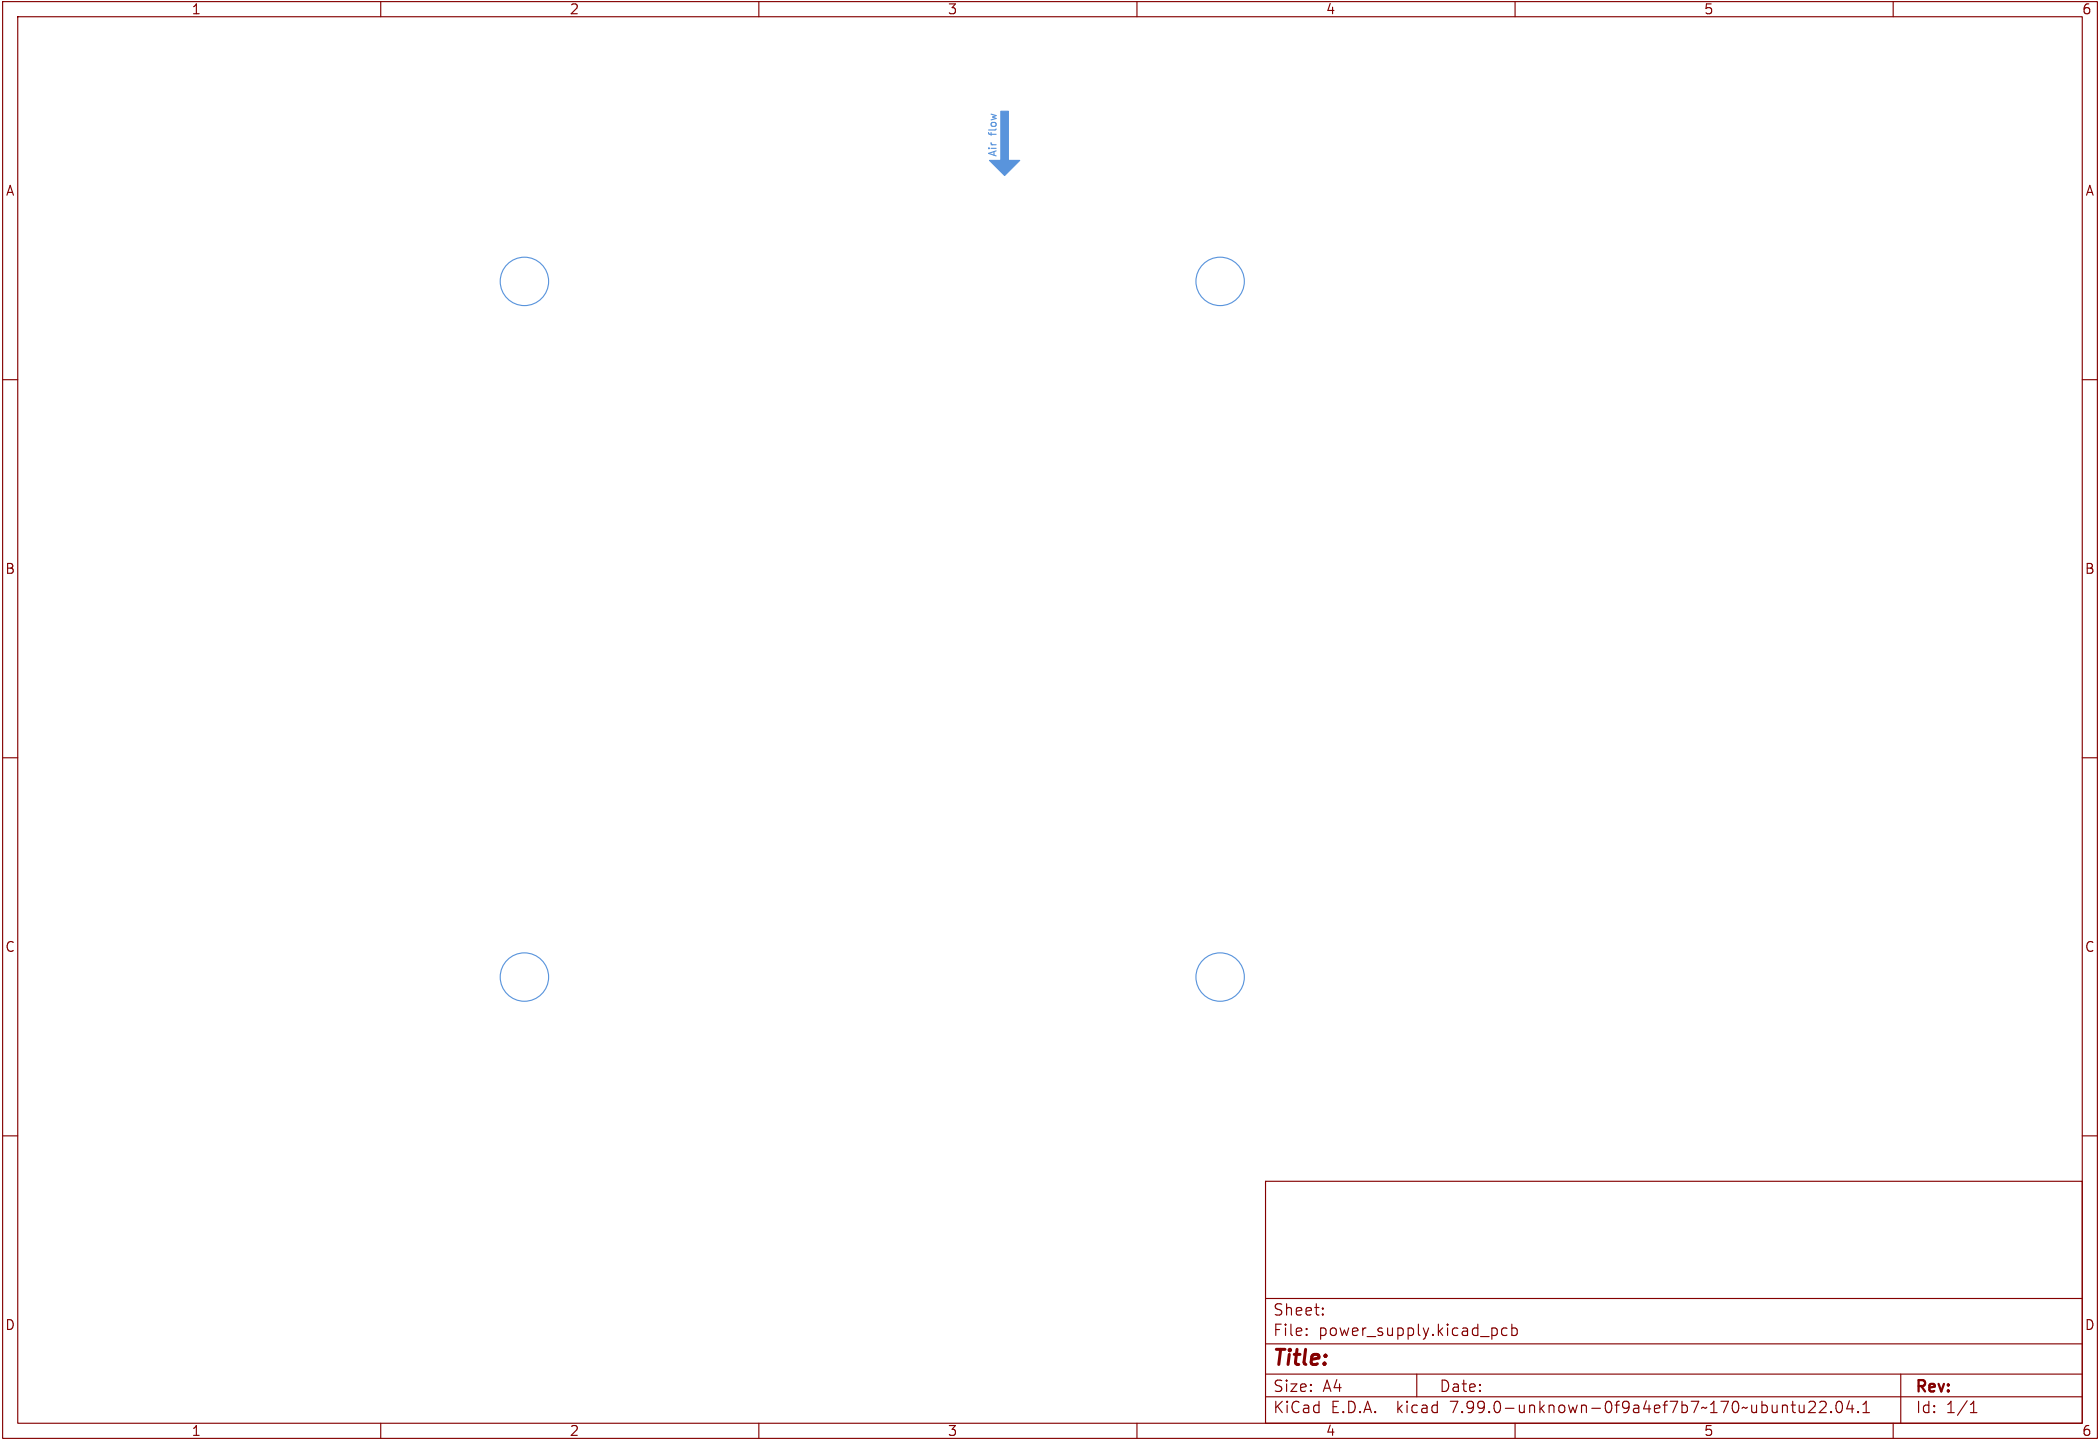 1 2 3 4 5 6
Air flow
A A
B B
C C
D D
Sheet:
File: power_supply.kicad_pcb
Title:
Size: A4 Date: Rev:
KiCad E.D.A. kicad 7.99.0-unknown-0f9a4ef7b7~170~ubuntu22.04.1 Id: 1/1
1 2 3 4 5 6